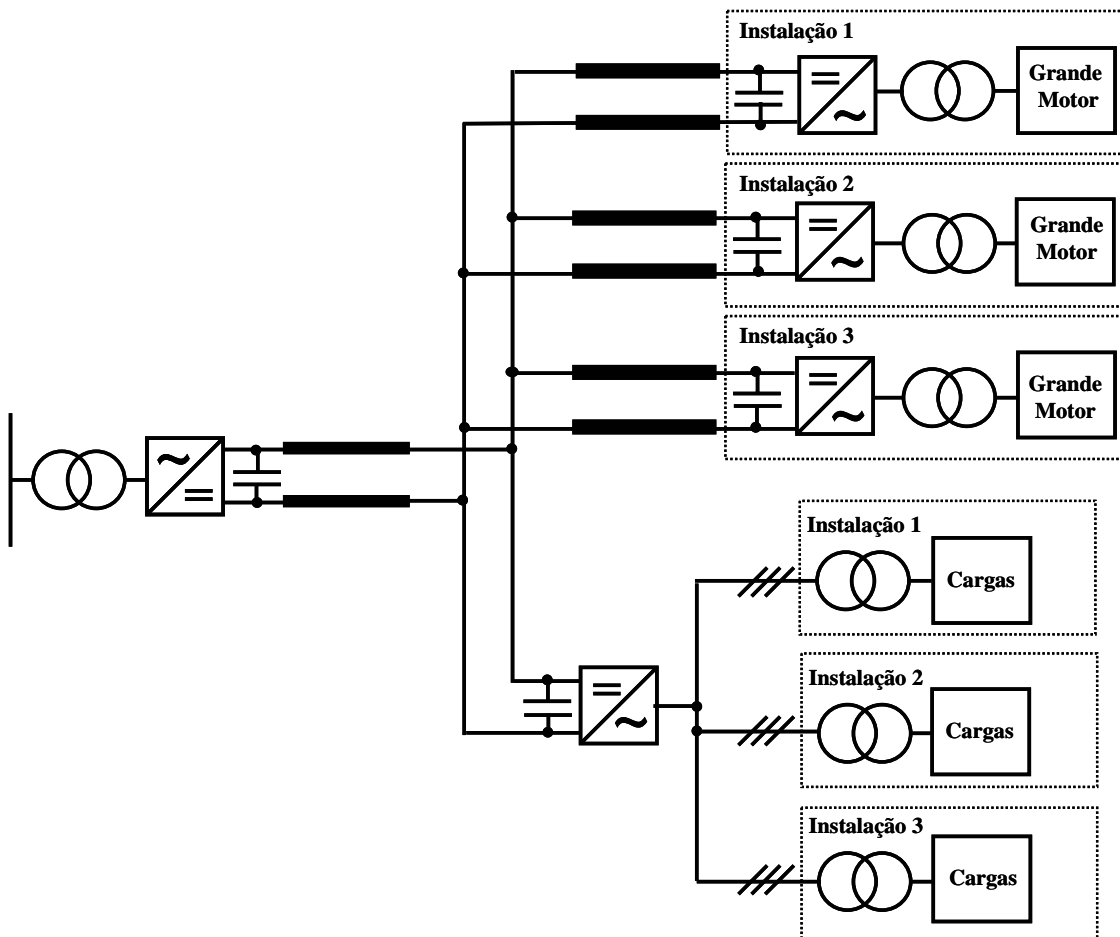 Instalação 1
Grande
Motor
Instalação 2
Grande
Motor
Instalação 3
Grande
Motor
Instalação 1
Cargas
Instalação 2
Cargas
Instalação 3
Cargas